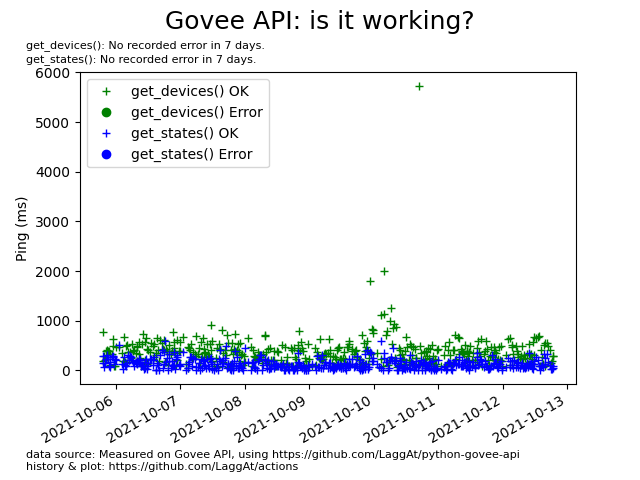 Govee API: is it working?
get_devices(): No recorded error in 7 days.
get_states(): No recorded error in 7 days.
6000
5000
4000
3000
2000
1000
0
Ping (ms)
get_devices() OK
get_devices() Error
get_states() OK
get_states() Error
2021-10-06
2021-10-07
2021-10-08
2021-10-09
2021-10-10
2021-10-11
2021-10-12
2021-10-13
data source: Measured on Govee API, using https://github.com/LaggAt/python-govee-api
history & plot: https://github.com/LaggAt/actions